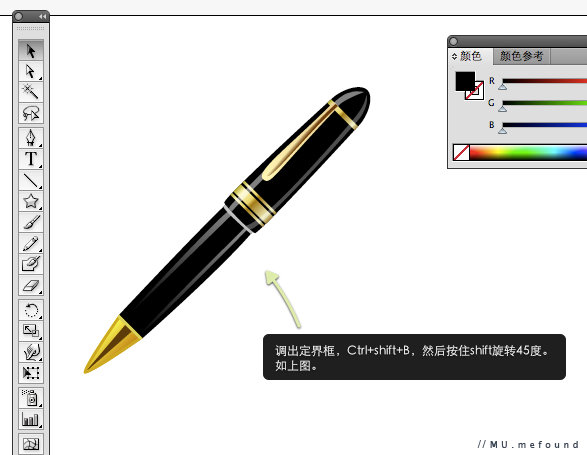 颜色 颜色参考
R
G
B
T
调出定界框，Ctrl+shift+B，然后按住shift旋转45度。
如上图。
// MU.mefound